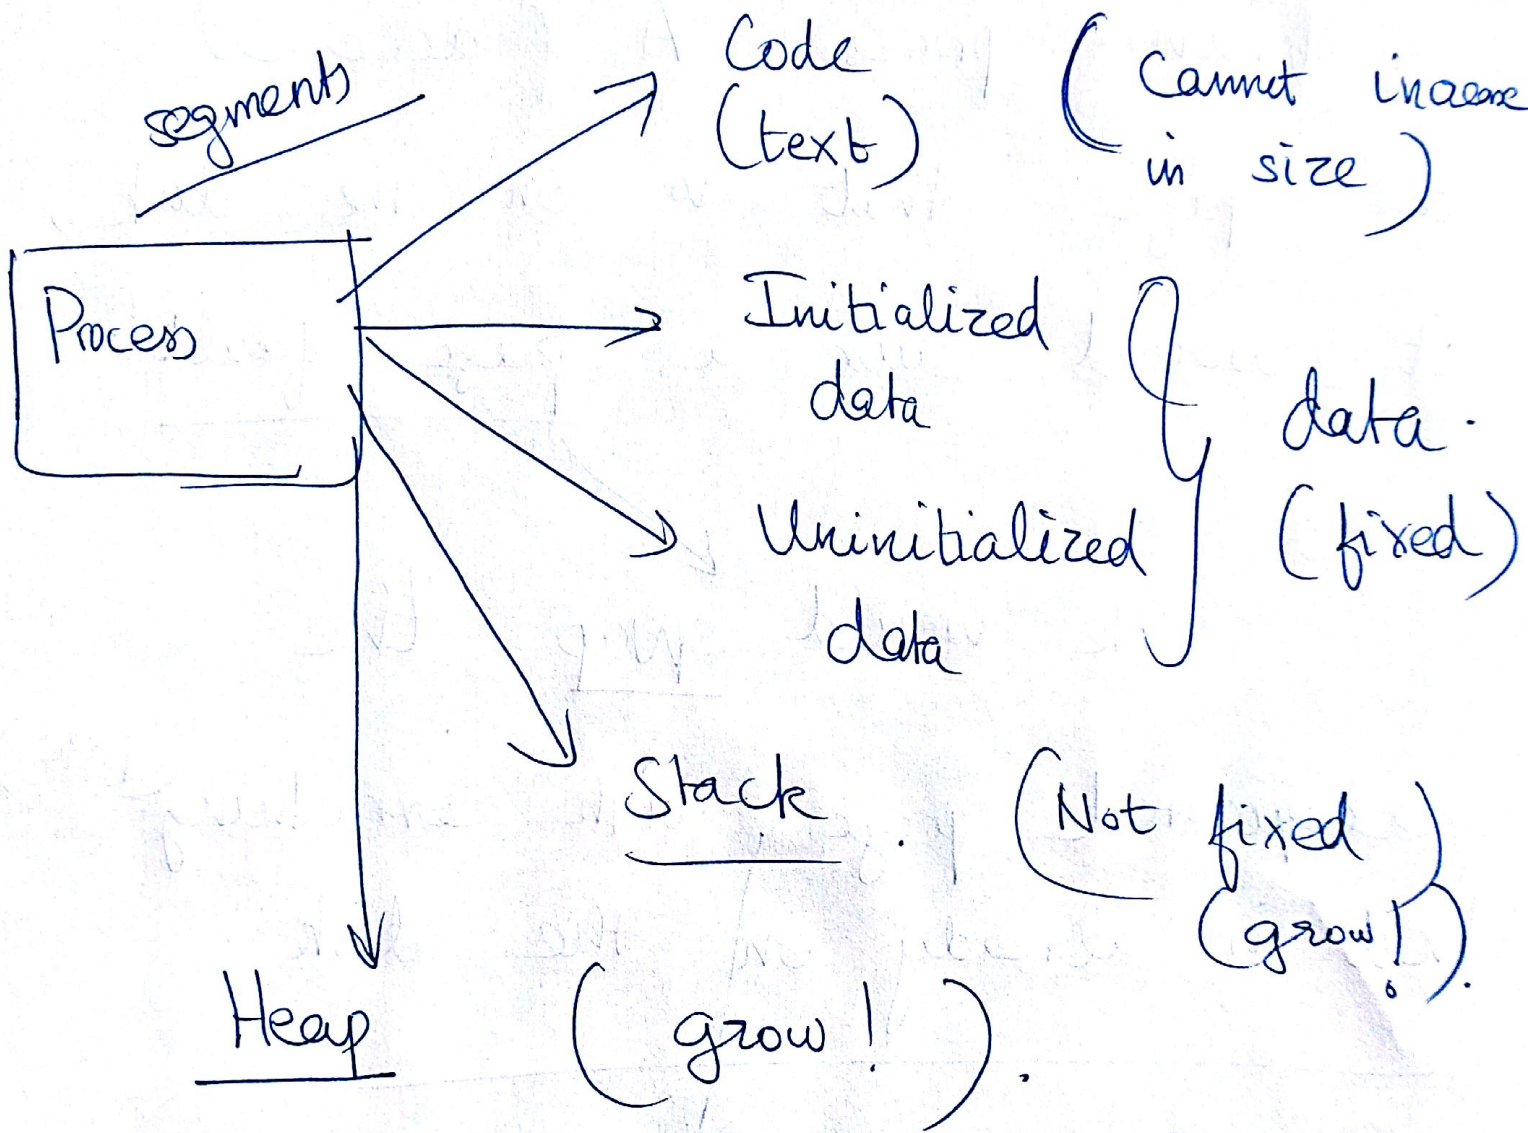 segments
Code
(text)
(Cannot increase
in size)
Process
Initialized
data
Uninitialized
data
data.
(fixed)
Stack. (Not fixed)
(grow!).
Heap (grow!).